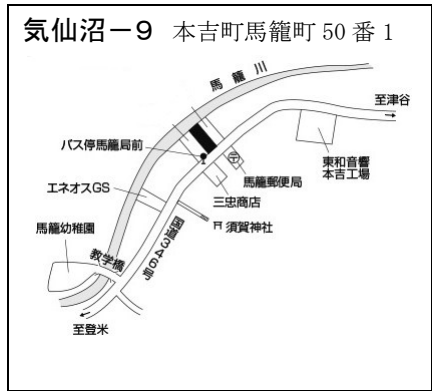 気仙沼－9 本吉町馬籠町 50 番 1
馬籠川
至津谷
バス停馬籠局前
〒
東和音響
本吉工場
馬籠郵便局
エネオスGS
三忠商店
馬籠幼稚園
须賀神社
教学橋
国道346号
至登米